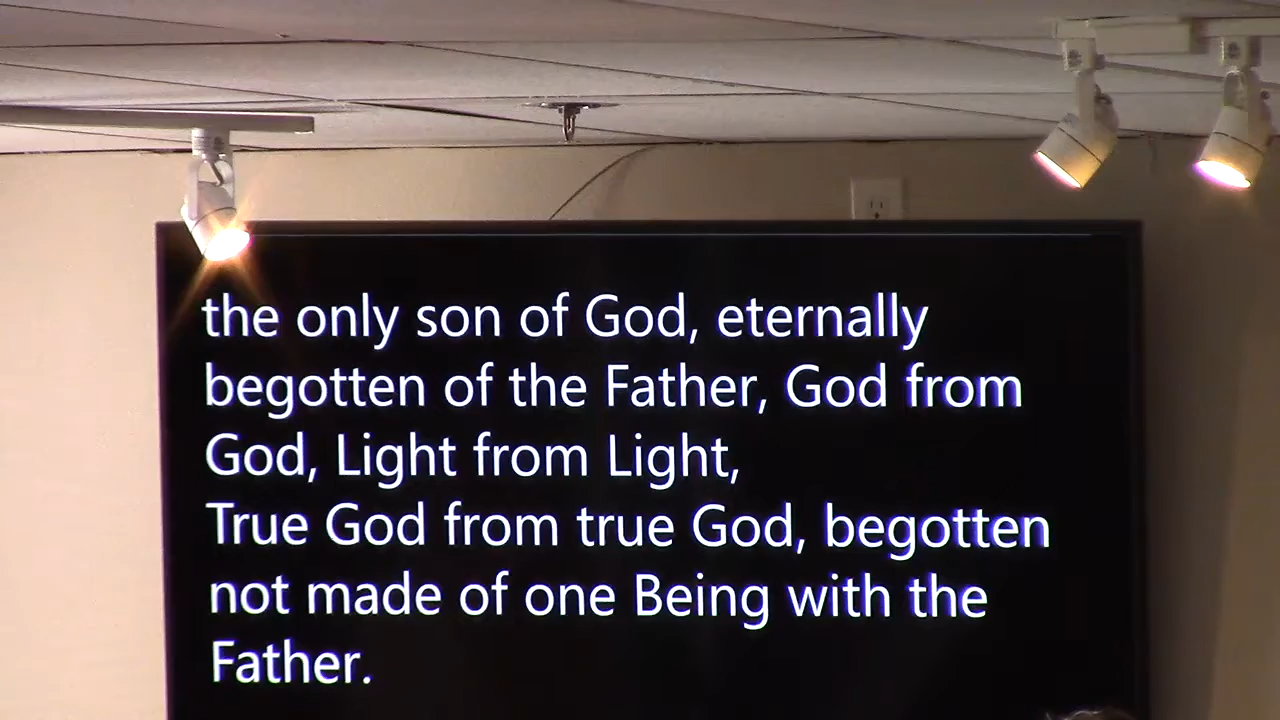 the only son of God, eternally
begotten of the Father, God from
God, Light from Light,
True God from true God, begotten
not made of one Being with the
Father.